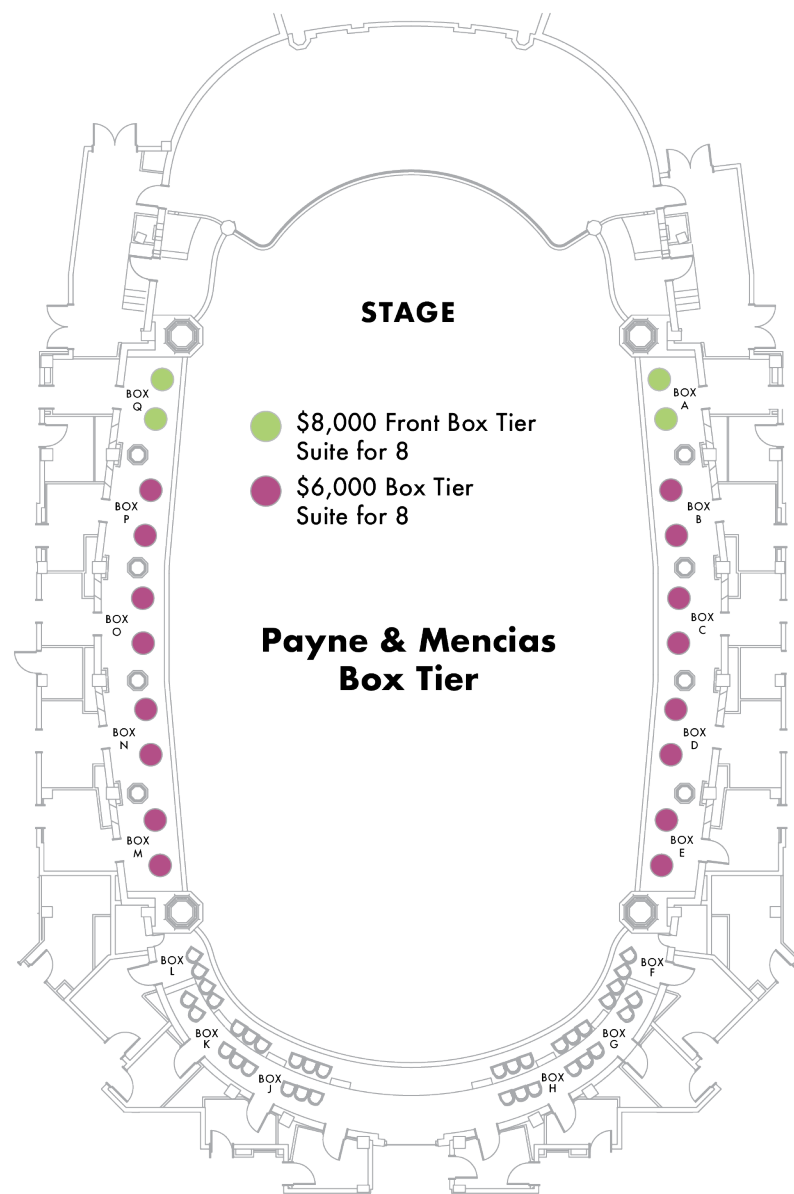 STAGE
BOX
Q
BOX
A
$8,000 Front Box Tier
Suite for 8
$6,000 Box Tier
Suite for 8
BOX
P
BOX
B
BOX
O
BOX
C
Payne & Mencias
Box Tier
BOX
N
BOX
D
BOX
M
BOX
E
BOX
L
BOX
F
BOX
K
BOX
G
BOX
J
BOX
H